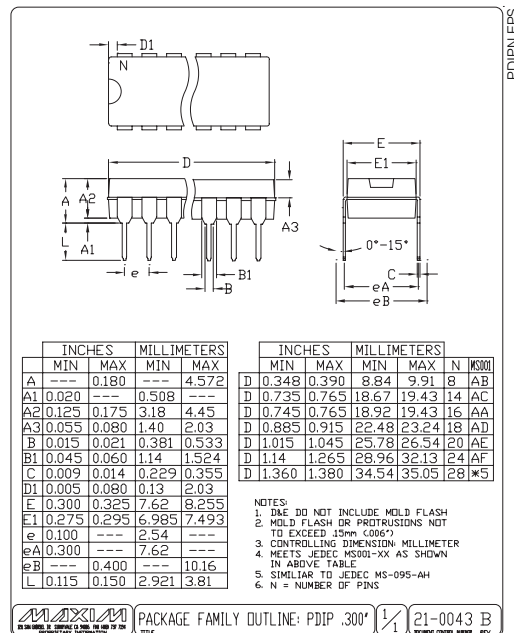 PDIPN.EPS
D1
N
D
E
E1
A
A2
A3
L
A1
0°-15°
e
B1
B
C
eA
eB
INCHES MILLIMETERS
MIN MAX MIN MAX
A --- 0.180 --- 4.572
A1 0.020 --- 0.508 ---
A2 0.125 0.175 3.18 4.45
A3 0.055 0.080 1.40 2.03
B 0.015 0.021 0.381 0.533
B1 0.045 0.060 1.14 1.524
C 0.009 0.014 0.229 0.355
D1 0.005 0.080 0.13 2.03
E 0.300 0.325 7.62 8.255
E1 0.275 0.295 6.985 7.493
e 0.100 --- 2.54 ---
eA 0.300 --- 7.62 ---
eB --- 0.400 --- 10.16
L 0.115 0.150 2.921 3.81
INCHES MILLIMETERS
MIN MAX MIN MAX N MS001
D 0.348 0.390 8.84 9.91 8 AB
D 0.735 0.765 18.67 19.43 14 AC
D 0.745 0.765 18.92 19.43 16 AA
D 0.885 0.915 22.48 23.24 18 AD
D 1.015 1.045 25.78 26.54 20 AE
D 1.14 1.265 28.96 32.13 24 AF
D 1.360 1.380 34.54 35.05 28 *5
NOTES:
1. D&E DO NOT INCLUDE MOLD FLASH
2. MOLD FLASH OR PROTRUSIONS NOT
TO EXCEED .15mm (.006")
3. CONTROLLING DIMENSION: MILLIMETER
4. MEETS JEDEC MS001-XX AS SHOWN
IN ABOVE TABLE
5. SIMILIAR TO JEDEC MS-095-AH
6. N = NUMBER OF PINS
MAXIM
PROPRIETARY INFORMATION
PACKAGE FAMILY OUTLINE: PDIP .300"
TITLE
1/1
21-0043 B
DOCUMENT CONTROL NUMBER REV